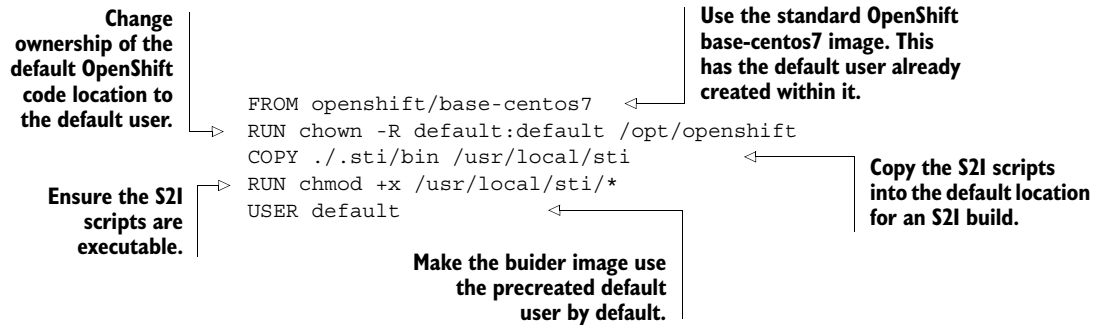 Change
ownership of the
default OpenShift
code location to
the default user.
Use the standard OpenShift
base-centos7 image. This
has the default user already
created within it.
FROM openshift/base-centos7
RUN chown -R default:default /opt/openshift
COPY ./.sti/bin /usr/local/sti
RUN chmod +x /usr/local/sti/*
USER default
Ensure the S2I
scripts are
executable.
Copy the S2I scripts
into the default location
for an S2I build.
Make the buider image use
the precreated default
user by default.